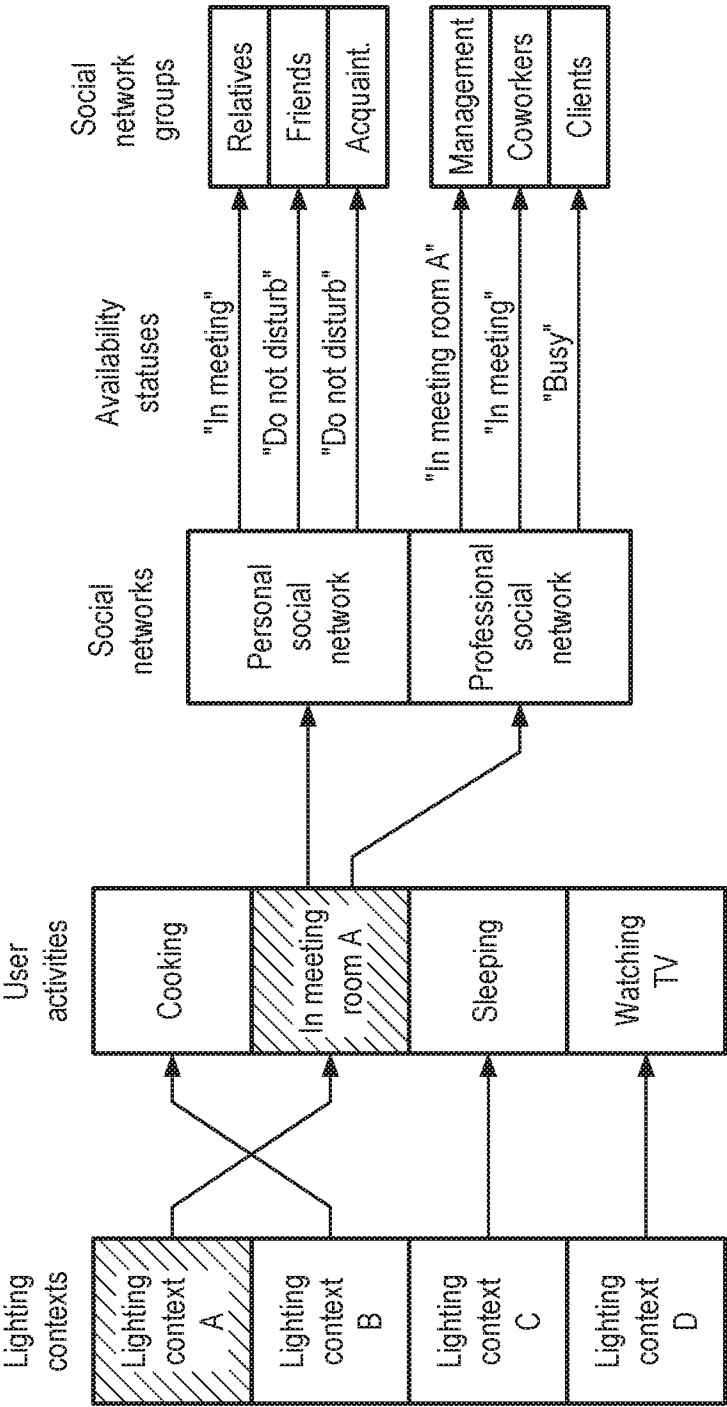 Lighting
contexts
Lighting
context
A
Lighting
context
B
Lighting
context
C
Lighting
context
D
User
activities
Cooking
In meeting
room A
Sleeping
Watching
TV
Social
networks
Personal
social
network
Professional
social
network
Availability
statuses
"In meeting"
"Do not disturb"
"Do not disturb"
"In meeting room A"
"In meeting"
"Busy"
Social
network
groups
Relatives
Friends
Acquaint.
Management
Coworkers
Clients